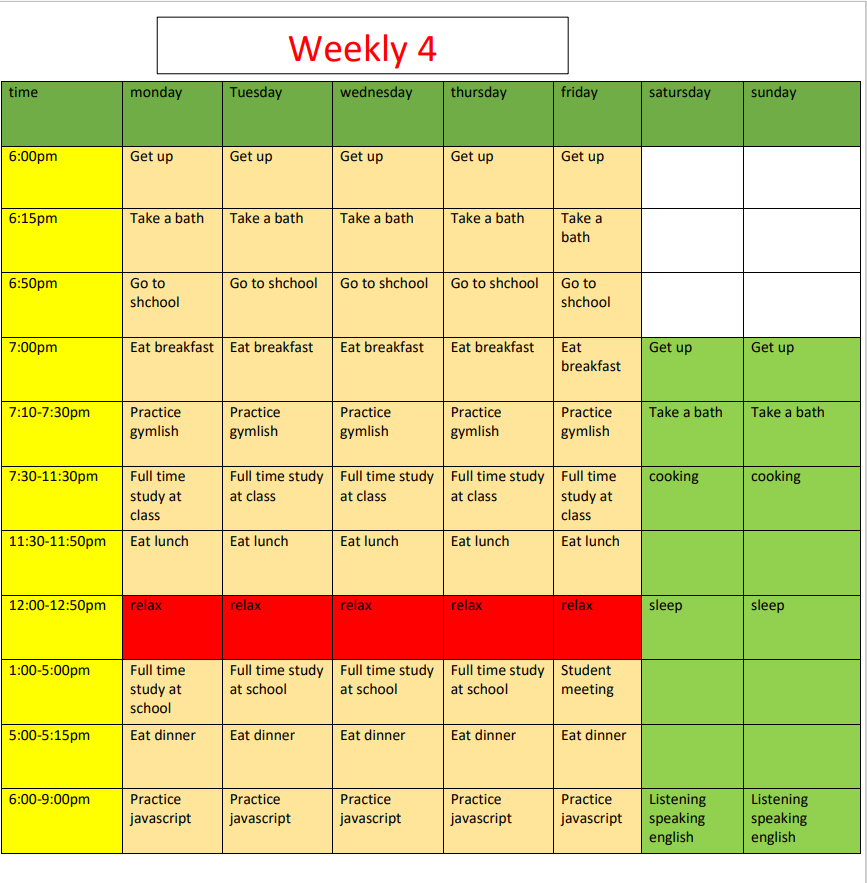 Weekly 4
time monday Tuesday wednesday thursday friday satursday sunday
6:00pm Get up Get up Get up Get up Get up
6:15pm Take a bath Take a bath Take a bath Take a bath Take a
bath
6:50pm Go to Go to shchool Go to shchool Go to shchool Go to
shchool shchool
7:00pm Eat breakfast Eat breakfast Eat breakfast Eat breakfast Eat Get up Get up
breakfast
7:10-7:30pm Practice Practice Practice Practice Practice Take a bath Take a bath
gymlish gymlish gymlish gymlish gymlish
7:30-11:30pm Full time Full time study Full time study Full time study Full time cooking cooking
study at at class at class at class study at
class class
11:30-11:50pm Eat lunch Eat lunch Eat lunch Eat lunch Eat lunch
12:00-12:50pm relax relax relax relax relax sleep sleep
1:00-5:00pm Full time Full time study Full time study Full time study Student
study at at school at school at school meeting
school
5:00-5:15pm Eat dinner Eat dinner Eat dinner Eat dinner Eat dinner
6:00-9:00pm Practice Practice Practice Practice Practice Listening Listening
javascript javascript javascript javascript javascript speaking speaking
english english